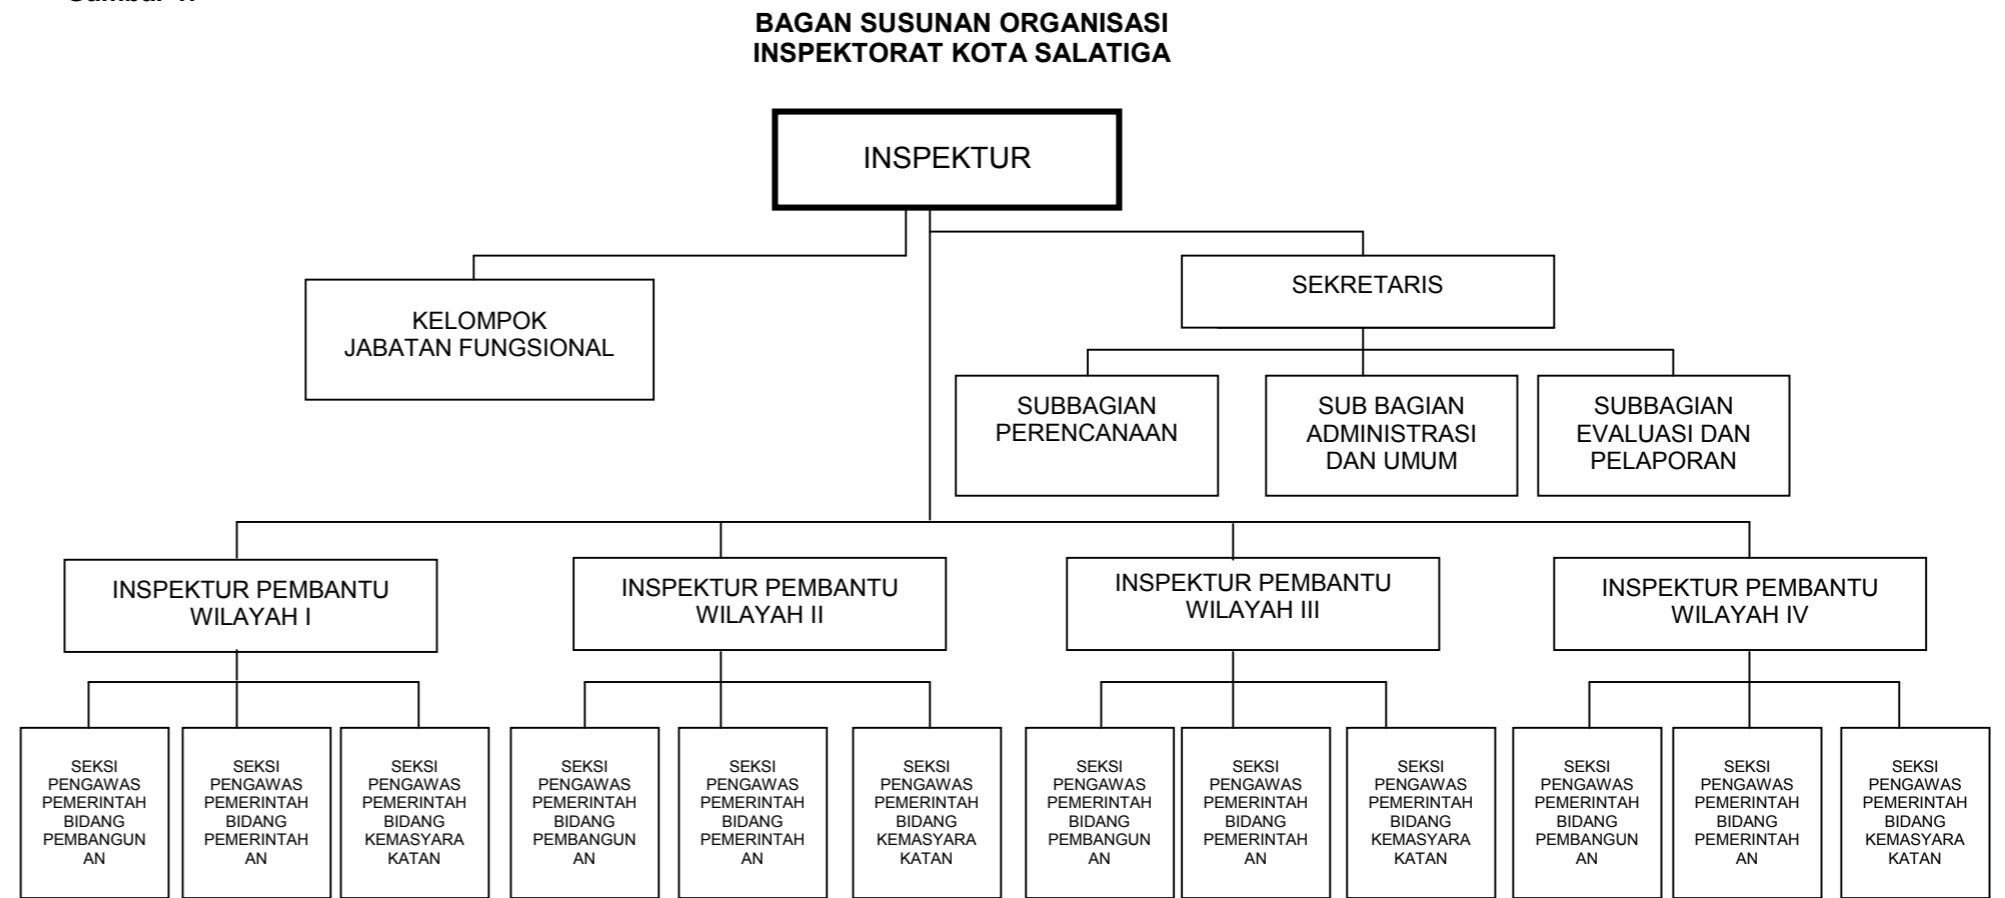 BAGAN SUSUNAN ORGANISASI
INSPEKTORAT KOTA SALATIGA
INSPEKTUR
KELOMPOK
JABATAN FUNGSIONAL
SEKRETARIS
SUBBAGIAN
PERENCANAAN
SUB BAGIAN
ADMINISTRASI
DAN UMUM
SUBBAGIAN
EVALUASI DAN
PELAPORAN
INSPEKTUR PEMBANTU
WILAYAH I
INSPEKTUR PEMBANTU
WILAYAH II
INSPEKTUR PEMBANTU
WILAYAH III
INSPEKTUR PEMBANTU
WILAYAH IV
SEKSI
PENGAWAS
PEMERINTAH
BIDANG
PEMBANGUN
AN
SEKSI
PENGAWAS
PEMERINTAH
BIDANG
PEMERINTAH
AN
SEKSI
PENGAWAS
PEMERINTAH
BIDANG
KEMASYARA
KATAN
SEKSI
PENGAWAS
PEMERINTAH
BIDANG
PEMBANGUN
AN
SEKSI
PENGAWAS
PEMERINTAH
BIDANG
PEMERINTAH
AN
SEKSI
PENGAWAS
PEMERINTAH
BIDANG
KEMASYARA
KATAN
SEKSI
PENGAWAS
PEMERINTAH
BIDANG
PEMBANGUN
AN
SEKSI
PENGAWAS
PEMERINTAH
BIDANG
PEMERINTAH
AN
SEKSI
PENGAWAS
PEMERINTAH
BIDANG
KEMASYARA
KATAN
SEKSI
PENGAWAS
PEMERINTAH
BIDANG
PEMBANGUN
AN
SEKSI
PENGAWAS
PEMERINTAH
BIDANG
PEMERINTAH
AN
SEKSI
PENGAWAS
PEMERINTAH
BIDANG
KEMASYARA
KATAN